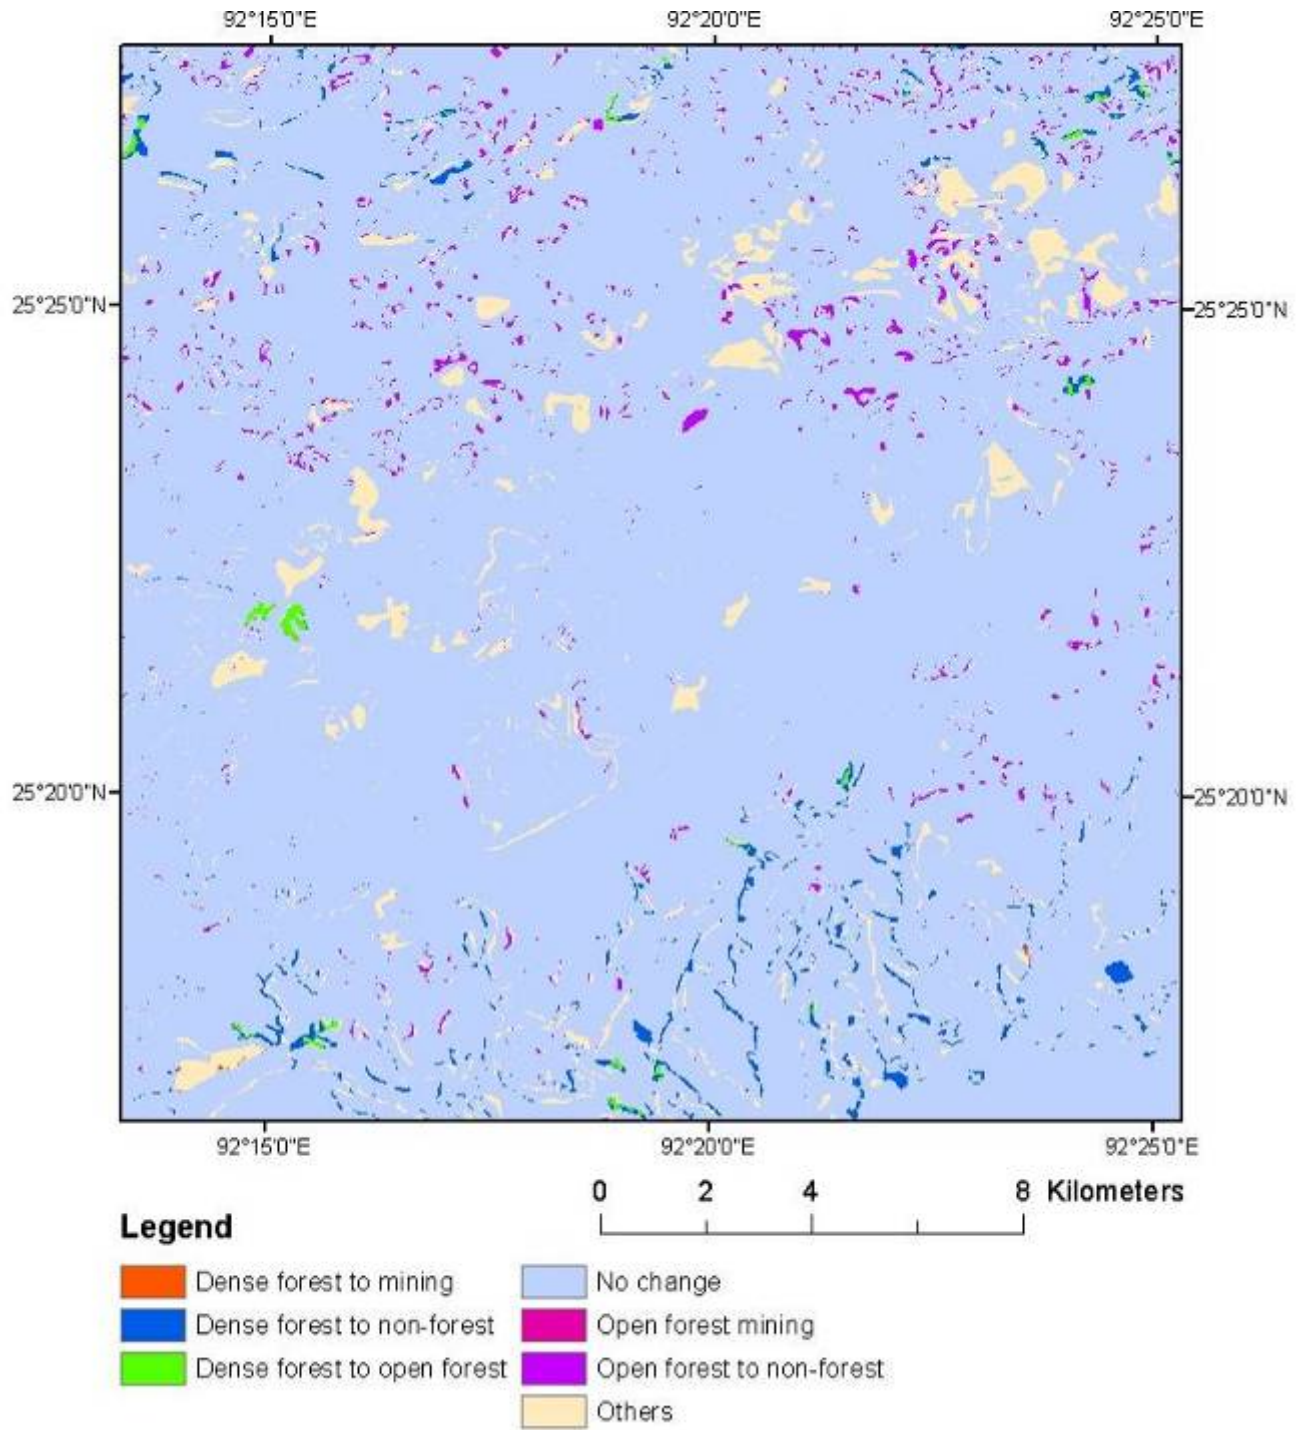 92°15'0"E 92°20'0"E 92°25'0"E
25°25'0"N 25°25'0"N
25°20'0"N 25°20'0"N
92°15'0"E 92°20'0"E 92°25'0"E
0 2 4 8 Kilometers
Legend
Dense forest to mining No change
Dense forest to non-forest Open forest mining
Dense forest to open forest Open forest to non-forest
Others